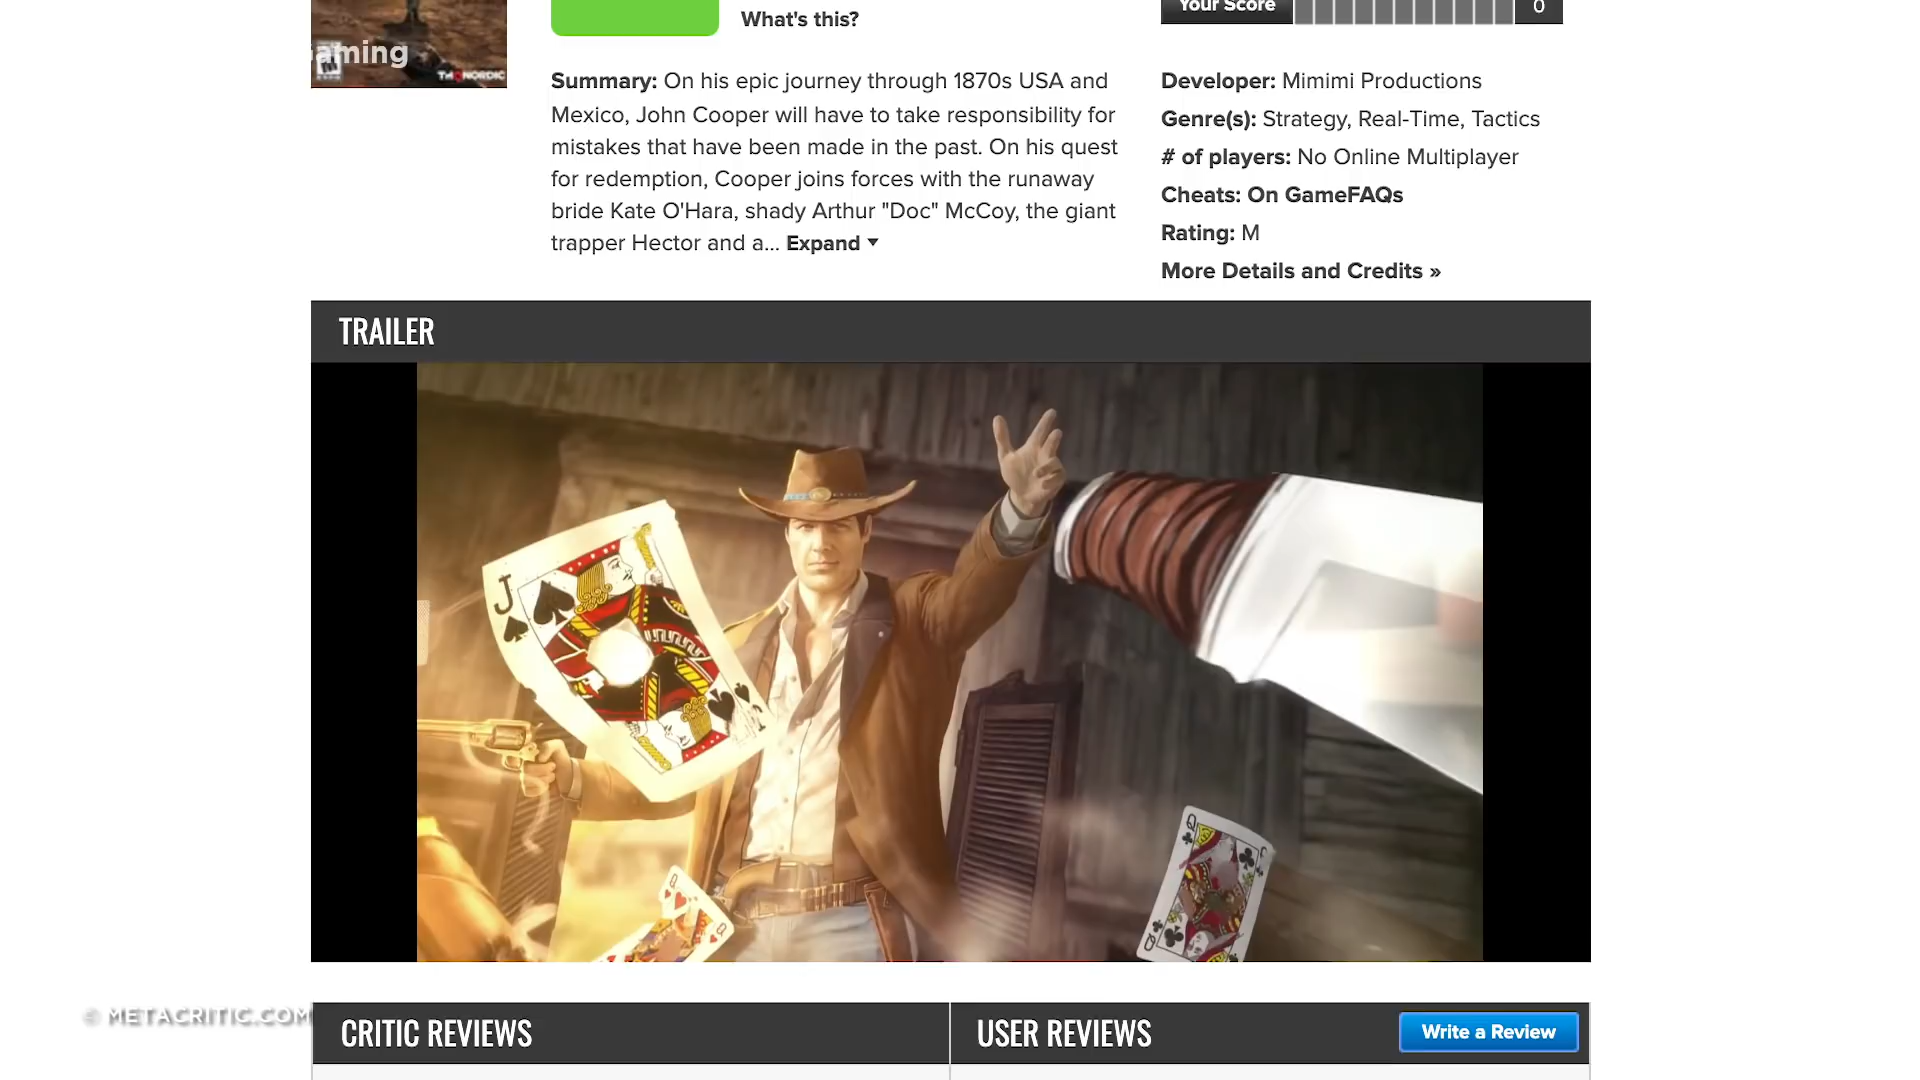 aming
THQ NORDIC
What's this?
Your Score
0
Summary: On his epic journey through 1870s USA and
Mexico, John Cooper will have to take responsibility for
mistakes that have been made in the past. On his quest
for redemption, Cooper joins forces with the runaway
bride Kate O'Hara, shady Arthur "Doc" McCoy, the giant
trapper Hector and a... Expand
Developer: Mimimi Productions
Genre(s): Strategy, Real-Time, Tactics
# of players: No Online Multiplayer
Cheats: On GameFAQs
Rating: M
More Details and Credits »
TRAILER
J
Q
Q
Q
Q
© METACRITIC.COM
CRITIC REVIEWS
USER REVIEWS
Write a Review